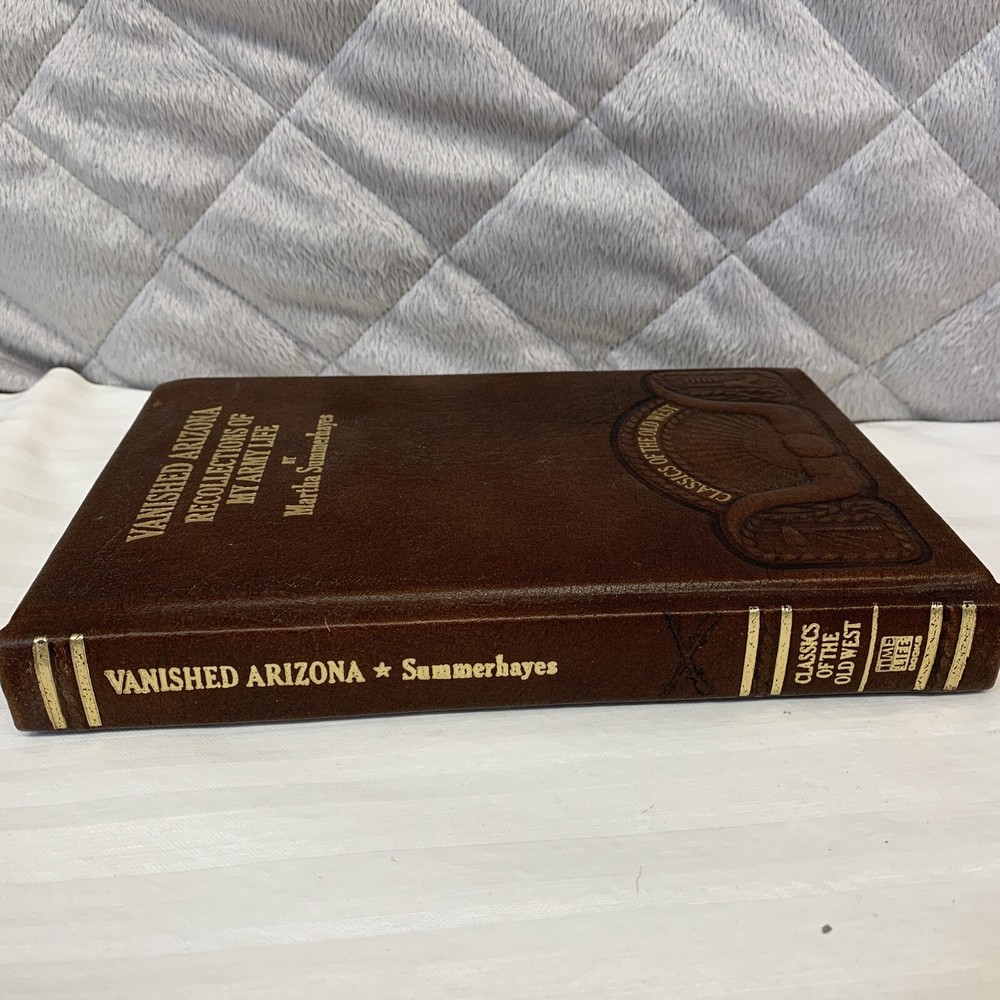 VANISHED ARIZONA
RECOLLECTIONS OF
MY ARMY LIFE
BY
Martha Summerhayes
CLASSICS OF THE OLD WEST
VANISHED ARIZONA ★ Summerhayes
CLASSICS
OF THE
OLD WEST
TIME
LIFE
BOOKS